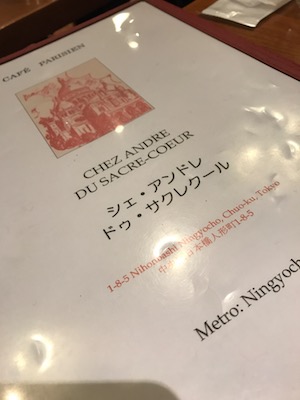 CAFÉ PARISIEN
CHEZ ANDRE
DU SACRE-COEUR
シェ・アンドレ
ドゥ・サクレクール
1-8-5 Nihonbashi Ningyocho, Chuo-ku, Tokyo
中央区日本橋人形町1-8-5
Metro: Ningyoch